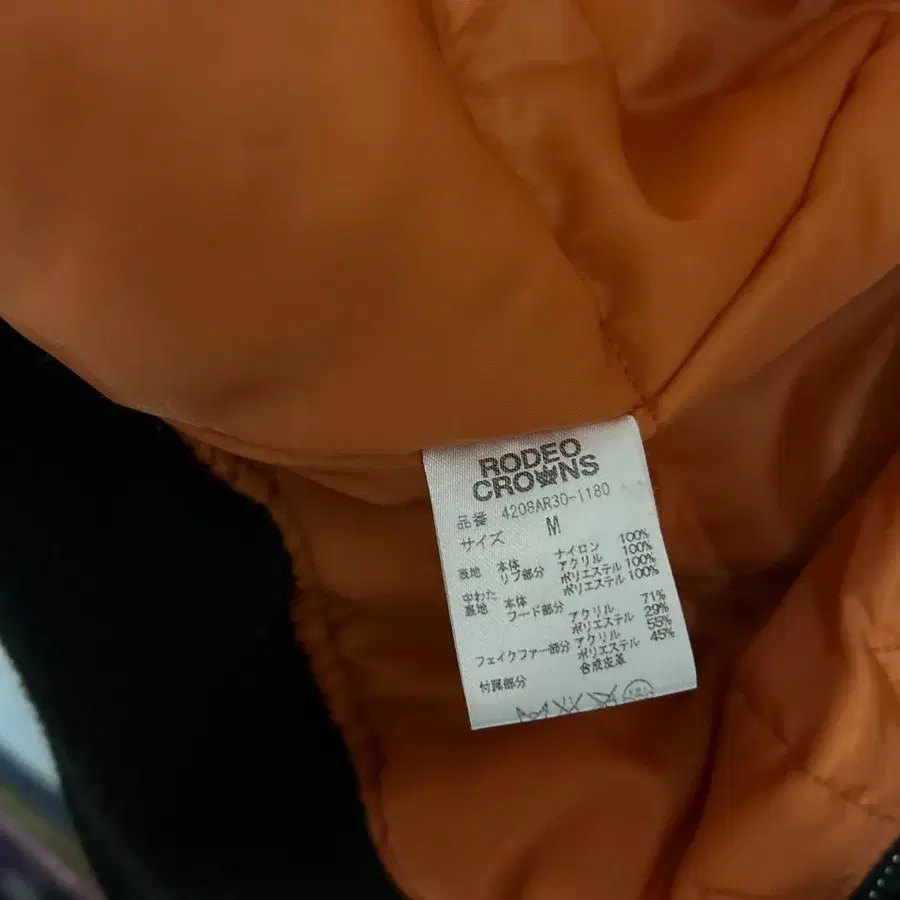 RODEO
CROWNS
品番 4208AR30-1180
サイズ M
表地 本体 ナイロン 100%
リブ部分 アクリル 100%
中わた ポリエステル 100%
裏地 本体 ポリエステル 100%
フード部分 アクリル 71%
ポリエステル 29%
フェイクファー部分 アクリル 55%
ポリエステル 45%
付属部分 合成皮革